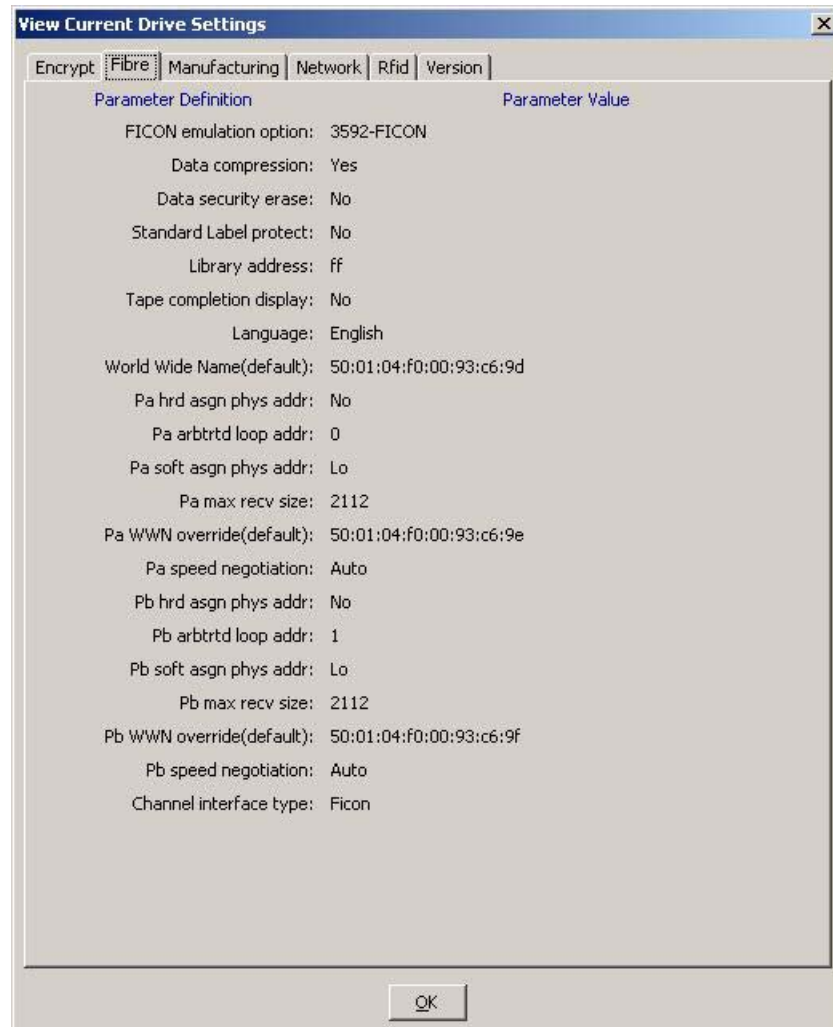 View Current Drive Settings
Encrypt Fibre Manufacturing Network Rfid Version
Parameter Definition Parameter Value
FICON emulation option: 3592-FICON
Data compression: Yes
Data security erase: No
Standard Label protect: No
Library address: ff
Tape completion display: No
Language: English
World Wide Name(default): 50:01:04:f0:00:93:c6:9d
Pa hrd asgn phys addr: No
Pa arbtrtd loop addr: 0
Pa soft asgn phys addr: Lo
Pa max recv size: 2112
Pa WWN override(default): 50:01:04:f0:00:93:c6:9e
Pa speed negotiation: Auto
Pb hrd asgn phys addr: No
Pb arbtrtd loop addr: 1
Pb soft asgn phys addr: Lo
Pb max recv size: 2112
Pb WWN override(default): 50:01:04:f0:00:93:c6:9f
Pb speed negotiation: Auto
Channel interface type: Ficon
OK